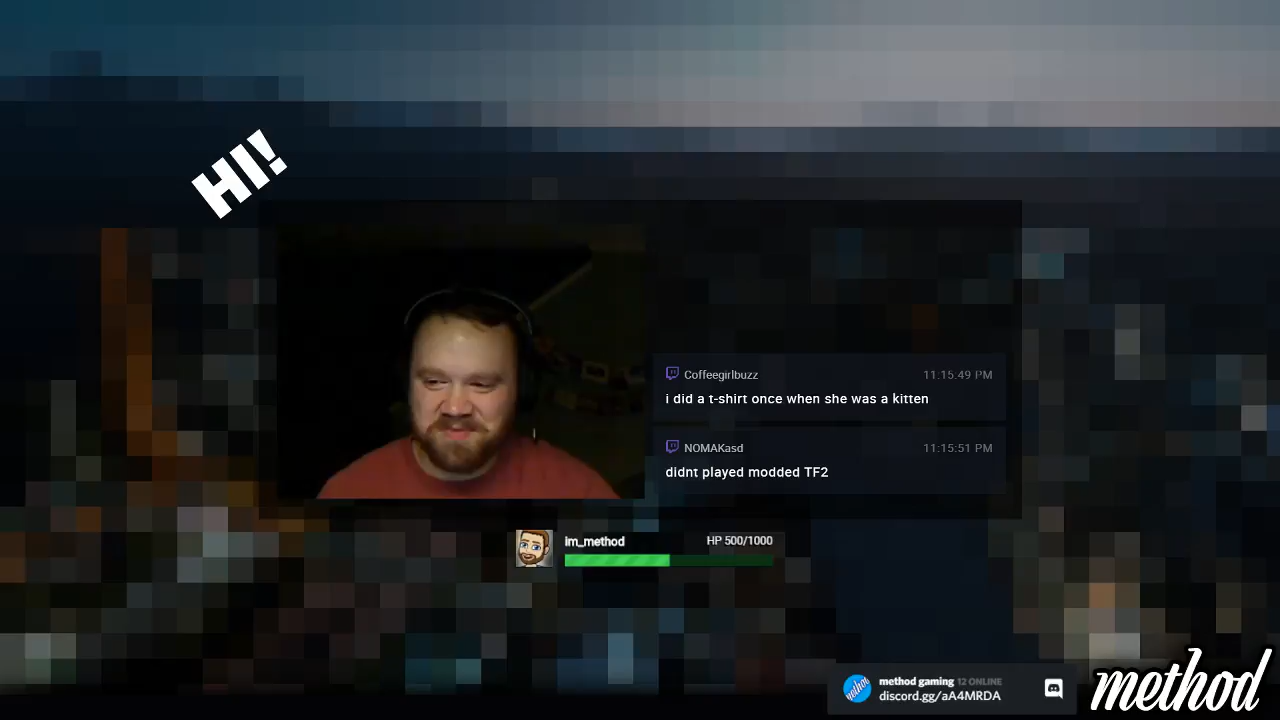 HI!
Coffeegirlbuzz 11:15:49 PM
i did a t-shirt once when she was a kitten
NOMAKasd 11:15:51 PM
didnt played modded TF2
im_method HP 500/1000
method gaming 12 ONLINE
discord.gg/aA4MRDA
method
method